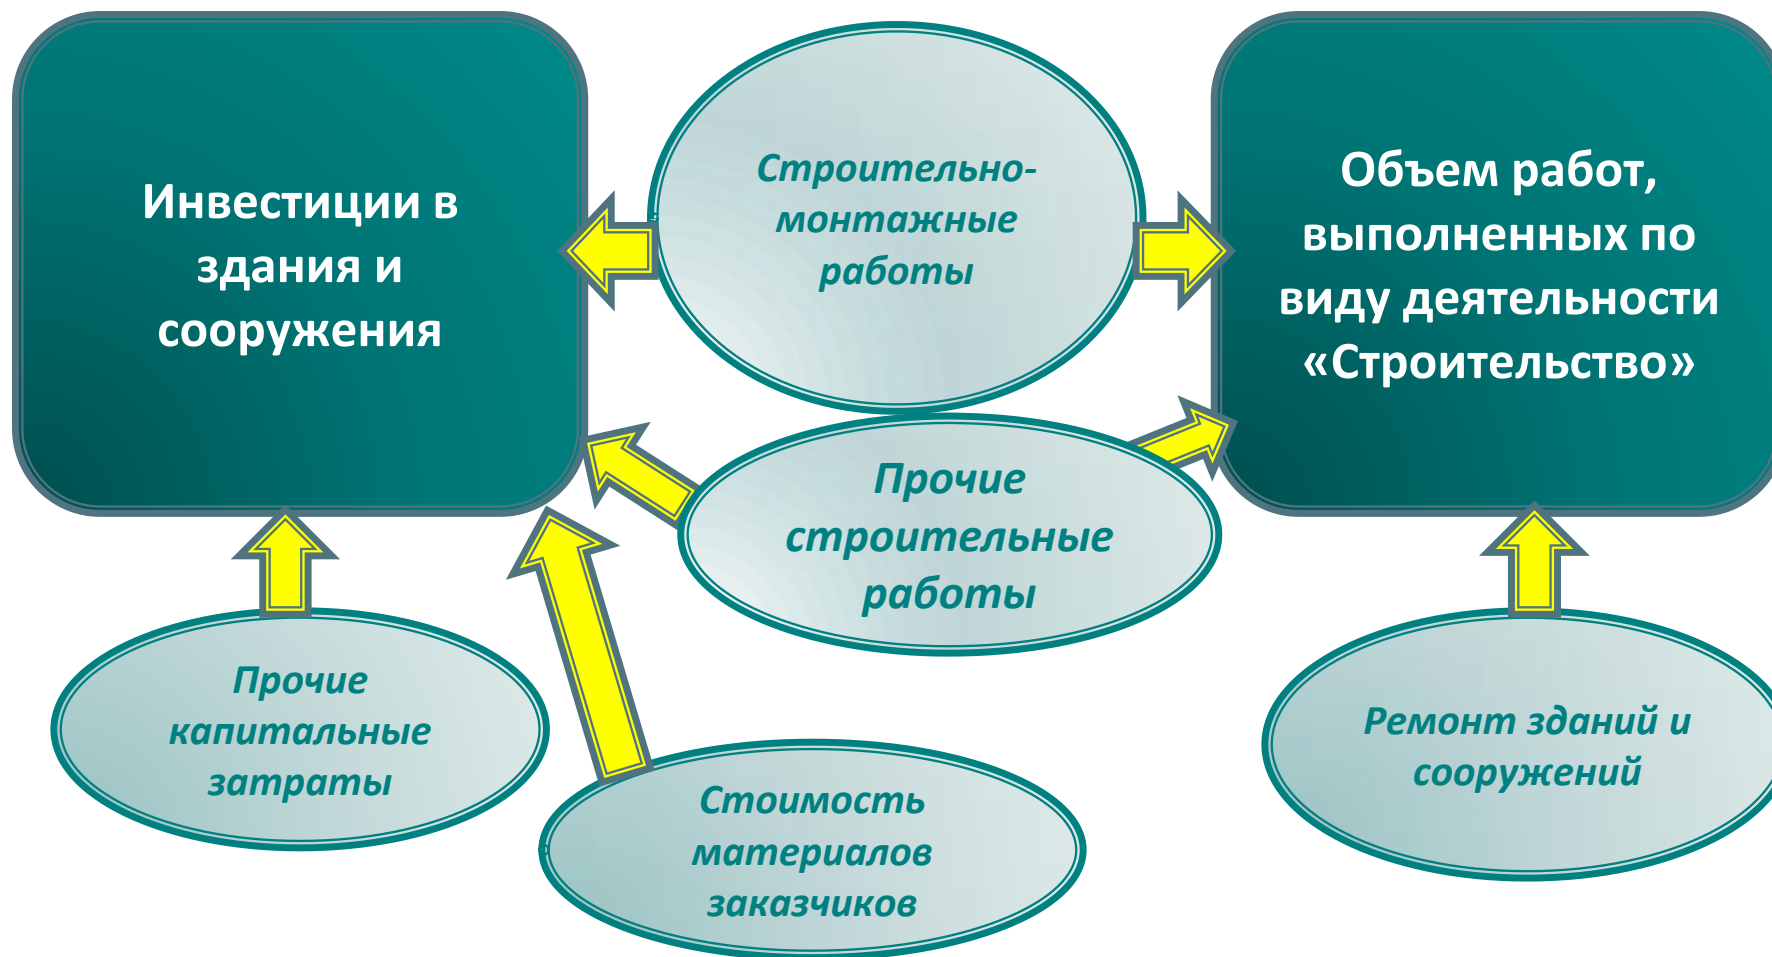 Инвестиции в
здания и
сооружения
Строительно-
монтажные
работы
Объем работ,
выполненных по
виду деятельности
«Строительство»
Прочие
строительные
работы
Прочие
капитальные
затраты
Стоимость
материалов
заказчиков
Ремонт зданий и
сооружений